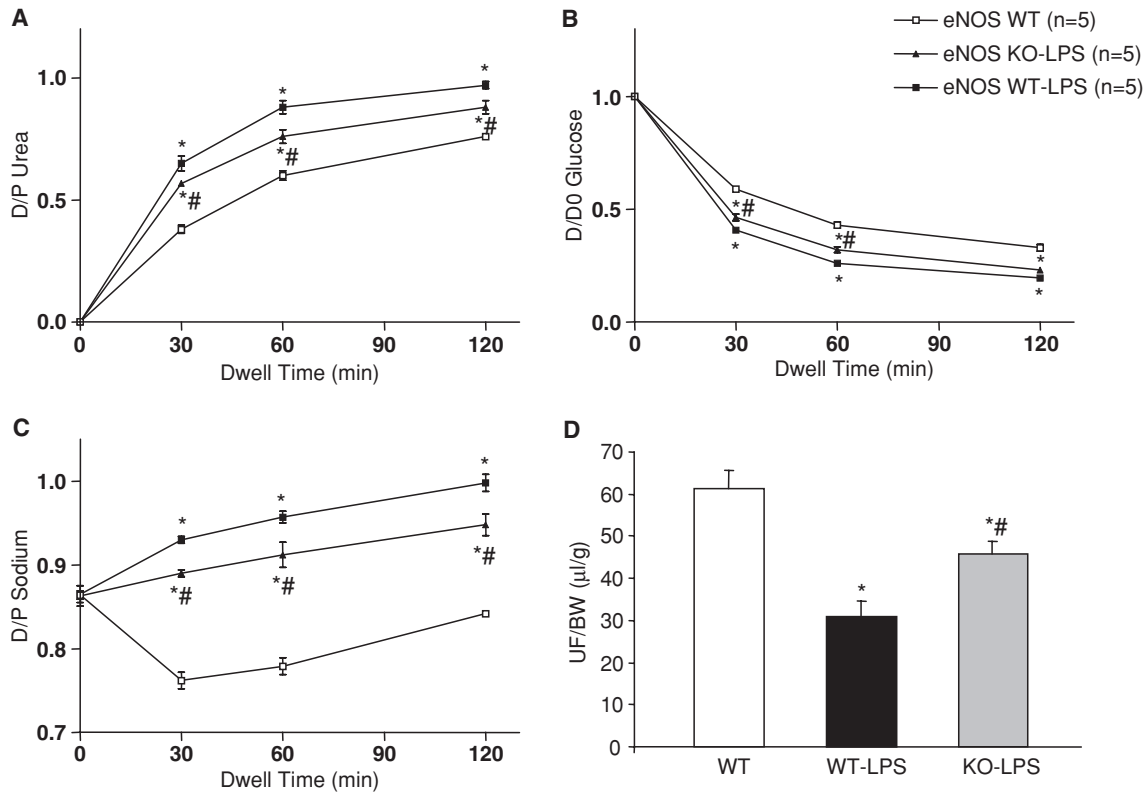 A
D/P Urea
1.0
0.5
0.0
* * *
*# *# *#
0 30 60 90 120
Dwell Time (min)
B
eNOS WT (n=5)
eNOS KO-LPS (n=5)
eNOS WT-LPS (n=5)
D/D0 Glucose
1.0
0.5
0.0
*# *# *
* * *
0 30 60 90 120
Dwell Time (min)
C
D/P Sodium
1.0
0.9
0.8
0.7
* * *
*# *# *#
0 30 60 90 120
Dwell Time (min)
D
UF/BW (µl/g)
70
60
50
40
30
20
10
0
*
*#
WT WT-LPS KO-LPS